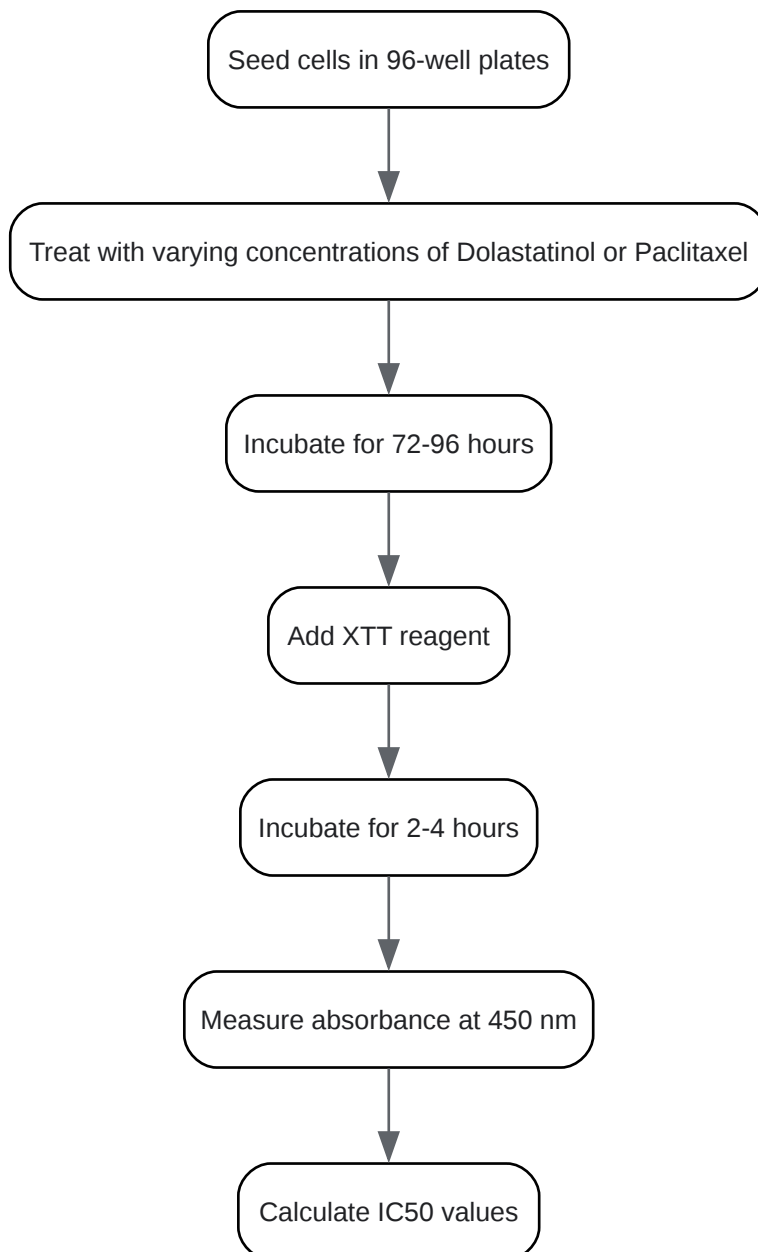 Seed cells in 96-well plates
Treat with varying concentrations of Dolastatinol or Paclitaxel
Incubate for 72-96 hours
Add XTT reagent
Incubate for 2-4 hours
Measure absorbance at 450 nm
Calculate IC50 values